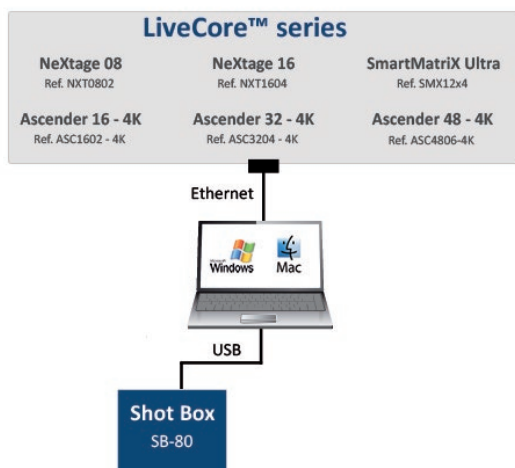 LiveCore™ series
NeXtage 08 NeXtage 16 SmartMatriX Ultra
Ref. NXT0802 Ref. NXT1604 Ref. SMX12x4
Ascender 16 - 4K Ascender 32 - 4K Ascender 48 - 4K
Ref. ASC1602 - 4K Ref. ASC3204 - 4K Ref. ASC4806-4K
Ethernet
Microsoft
Windows Mac
USB
Shot Box
SB-80